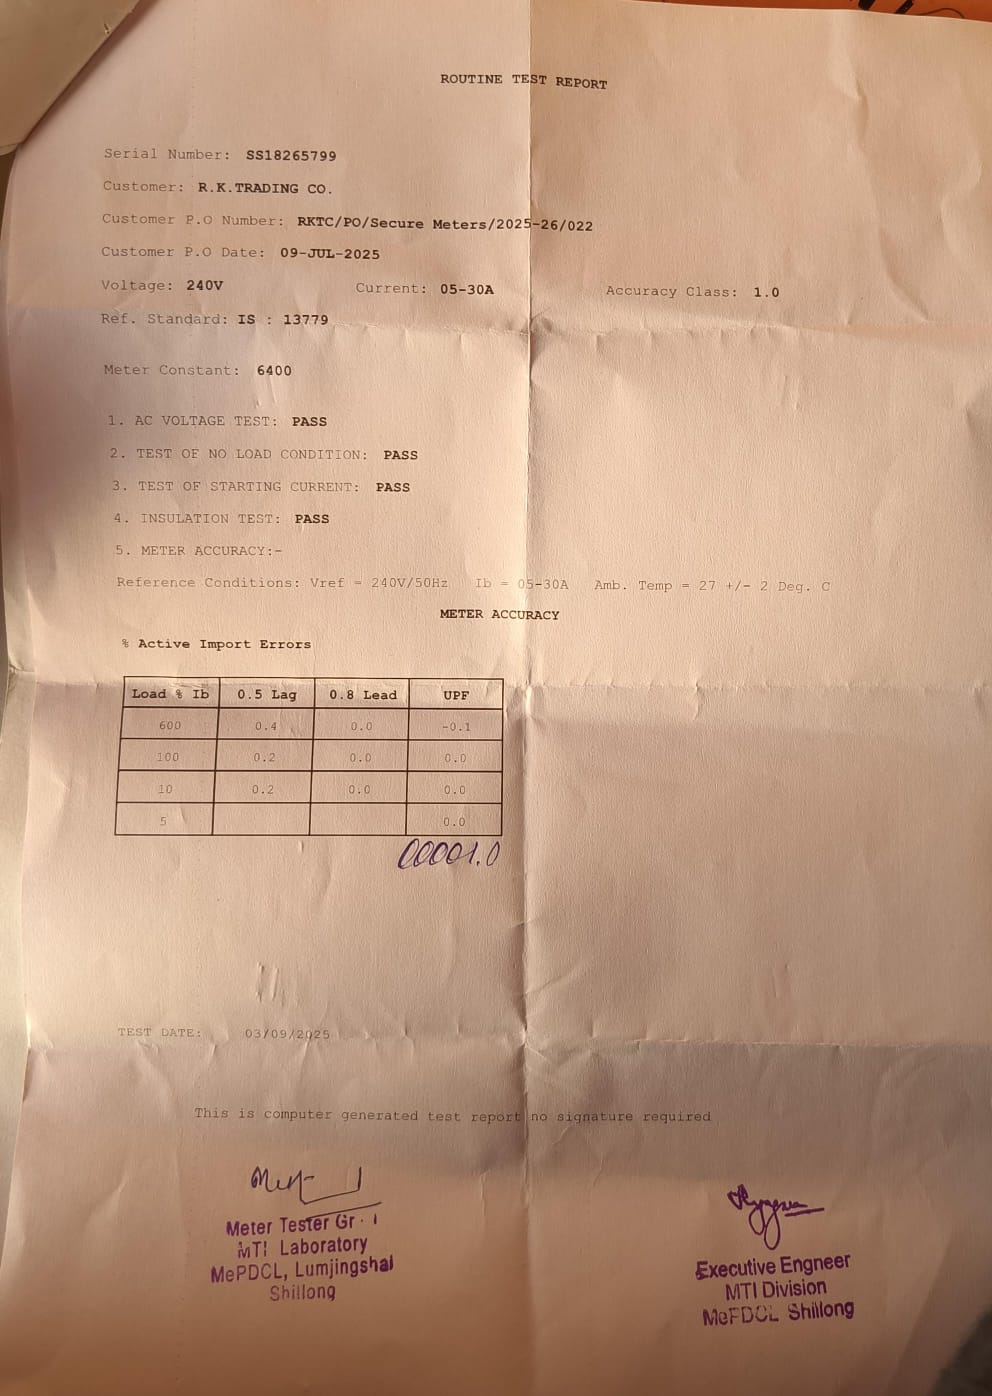 ROUTINE TEST REPORT
Serial Number: SS18265799
Customer: R.K.TRADING CO.
Customer P.O Number: RKTC/PO/Secure Meters/2025-26/022
Customer P.O Date: 09-JUL-2025
Voltage: 240V Current: 05-30A Accuracy Class: 1.0
Ref. Standard: IS : 13779
Meter Constant: 6400
1. AC VOLTAGE TEST: PASS
2. TEST OF NO LOAD CONDITION: PASS
3. TEST OF STARTING CURRENT: PASS
4. INSULATION TEST: PASS
5. METER ACCURACY:-
Reference Conditions: Vref = 240V/50Hz Ib = 05-30A Amb. Temp = 27 +/- 2 Deg. C
METER ACCURACY
% Active Import Errors
Load % Ib 0.5 Lag 0.8 Lead UPF
600 0.4 0.0 -0.1
100 0.2 0.0 0.0
10 0.2 0.0 0.0
5 0.0
00001.0
TEST DATE: 03/09/2025
This is computer generated test report no signature required
Meter Tester Gr - I
MTI Laboratory
MePDCL, Lumjingshai
Shillong
Executive Engneer
MTI Division
MePDCL Shillong